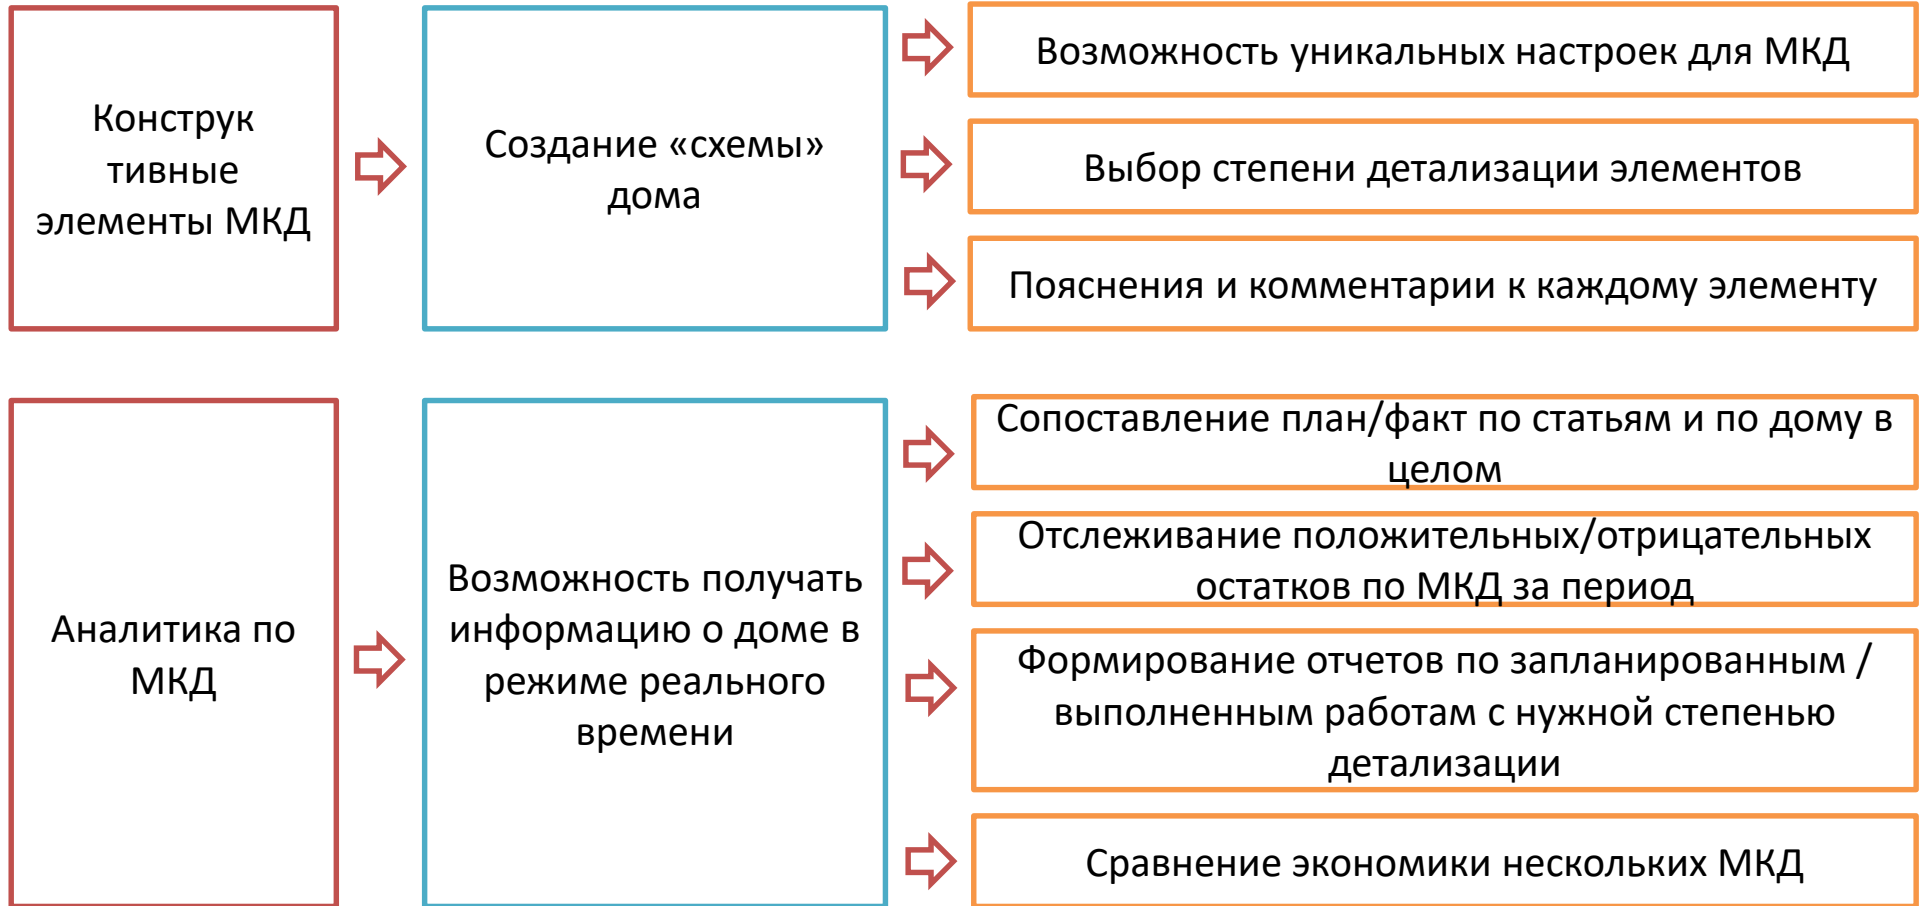 Конструк
тивные
элементы МКД
Создание «схемы»
дома
Возможность уникальных настроек для МКД
Выбор степени детализации элементов
Пояснения и комментарии к каждому элементу
Аналитика по
МКД
Возможность получать
информацию о доме в
режиме реального
времени
Сопоставление план/факт по статьям и по дому в
целом
Отслеживание положительных/отрицательных
остатков по МКД за период
Формирование отчетов по запланированным /
выполненным работам с нужной степенью
детализации
Сравнение экономики нескольких МКД